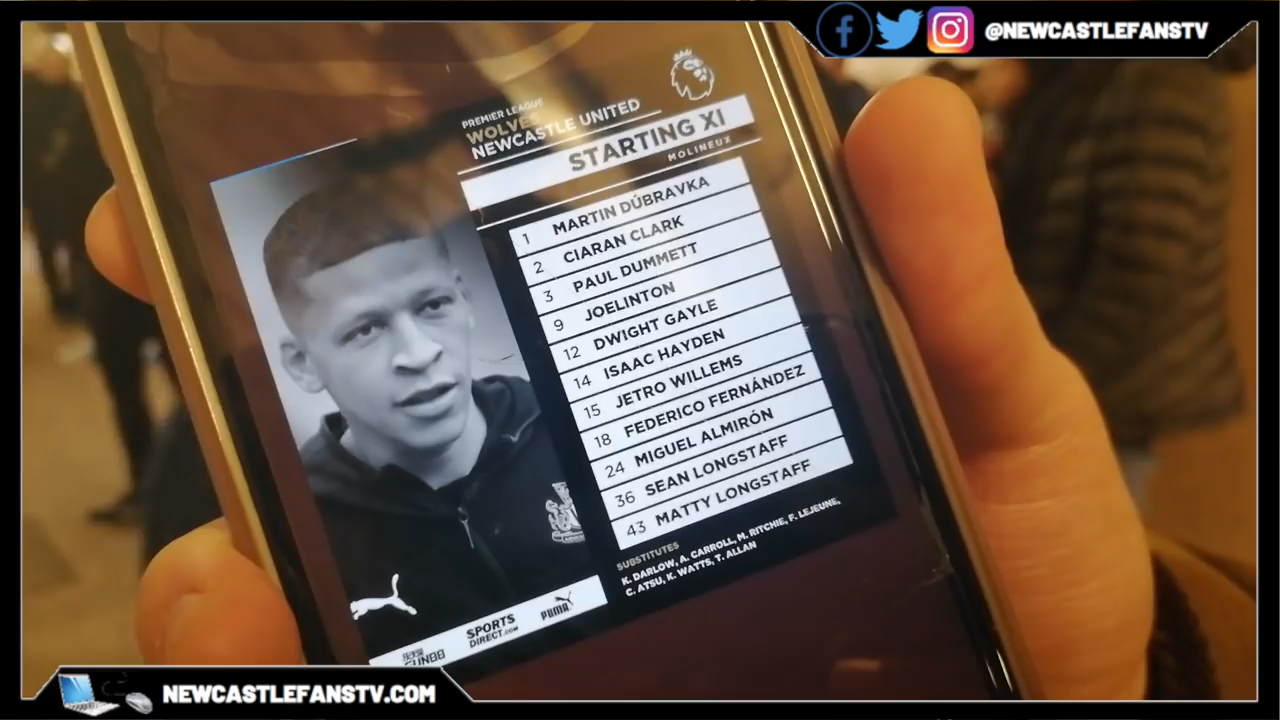 @NEWCASTLEFANSTV
PREMIER LEAGUE
WOLVES
NEWCASTLE UNITED
STARTING XI
MOLINEUX
1 MARTIN DÚBRAVKA
2 CIARAN CLARK
3 PAUL DUMMETT
9 JOELINTON
12 DWIGHT GAYLE
14 ISAAC HAYDEN
15 JETRO WILLEMS
18 FEDERICO FERNÁNDEZ
24 MIGUEL ALMIRÓN
36 SEAN LONGSTAFF
43 MATTY LONGSTAFF
SUBSTITUTES
K. DARLOW, A. CARROLL, M. RITCHIE, F. LEJEUNE,
C. ATSU, K. WATTS, T. ALLAN
FUN88
SPORTS
DIRECT.COM
PUMA
NEWCASTLEFANSTV.COM